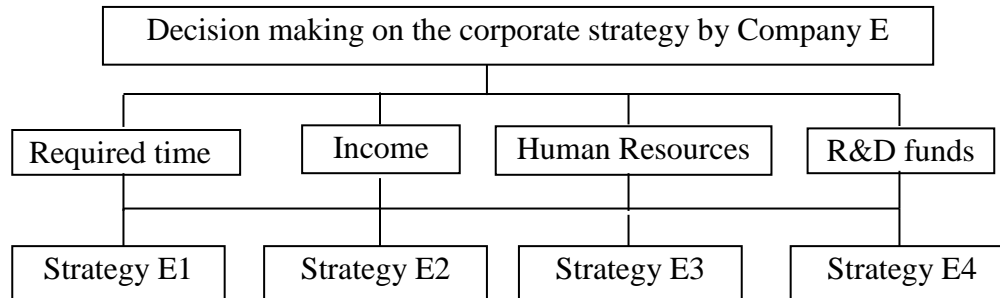 Decision making on the corporate strategy by Company E
Required time
Income
Human Resources
R&D funds
Strategy E1
Strategy E2
Strategy E3
Strategy E4